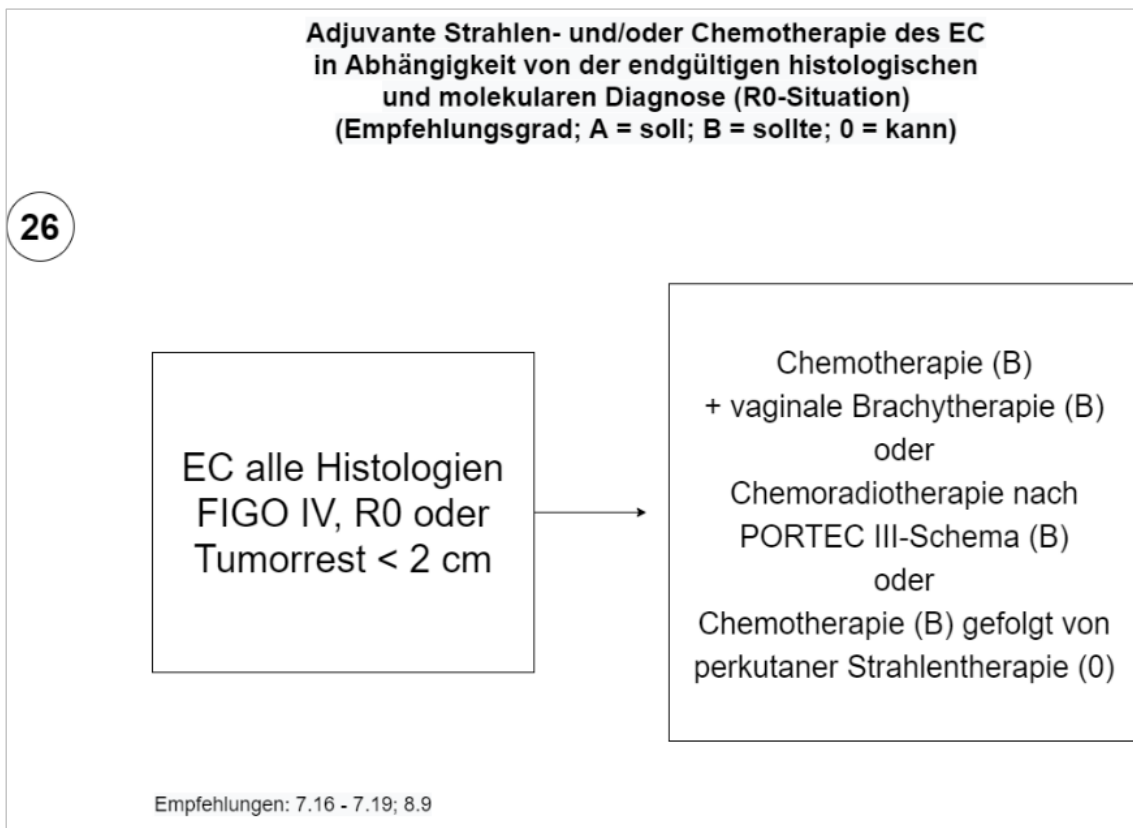 Adjuvante Strahlen- und/oder Chemotherapie des EC
in Abhängigkeit von der endgültigen histologischen
und molekularen Diagnose (R0-Situation)
(Empfehlungsgrad; A = soll; B = sollte; 0 = kann)
26
EC alle Histologien
FIGO IV, R0 oder
Tumorrest < 2 cm
Chemotherapie (B)
+ vaginale Brachytherapie (B)
oder
Chemoradiotherapie nach
PORTEC III-Schema (B)
oder
Chemotherapie (B) gefolgt von
perkutaner Strahlentherapie (0)
Empfehlungen: 7.16 - 7.19; 8.9